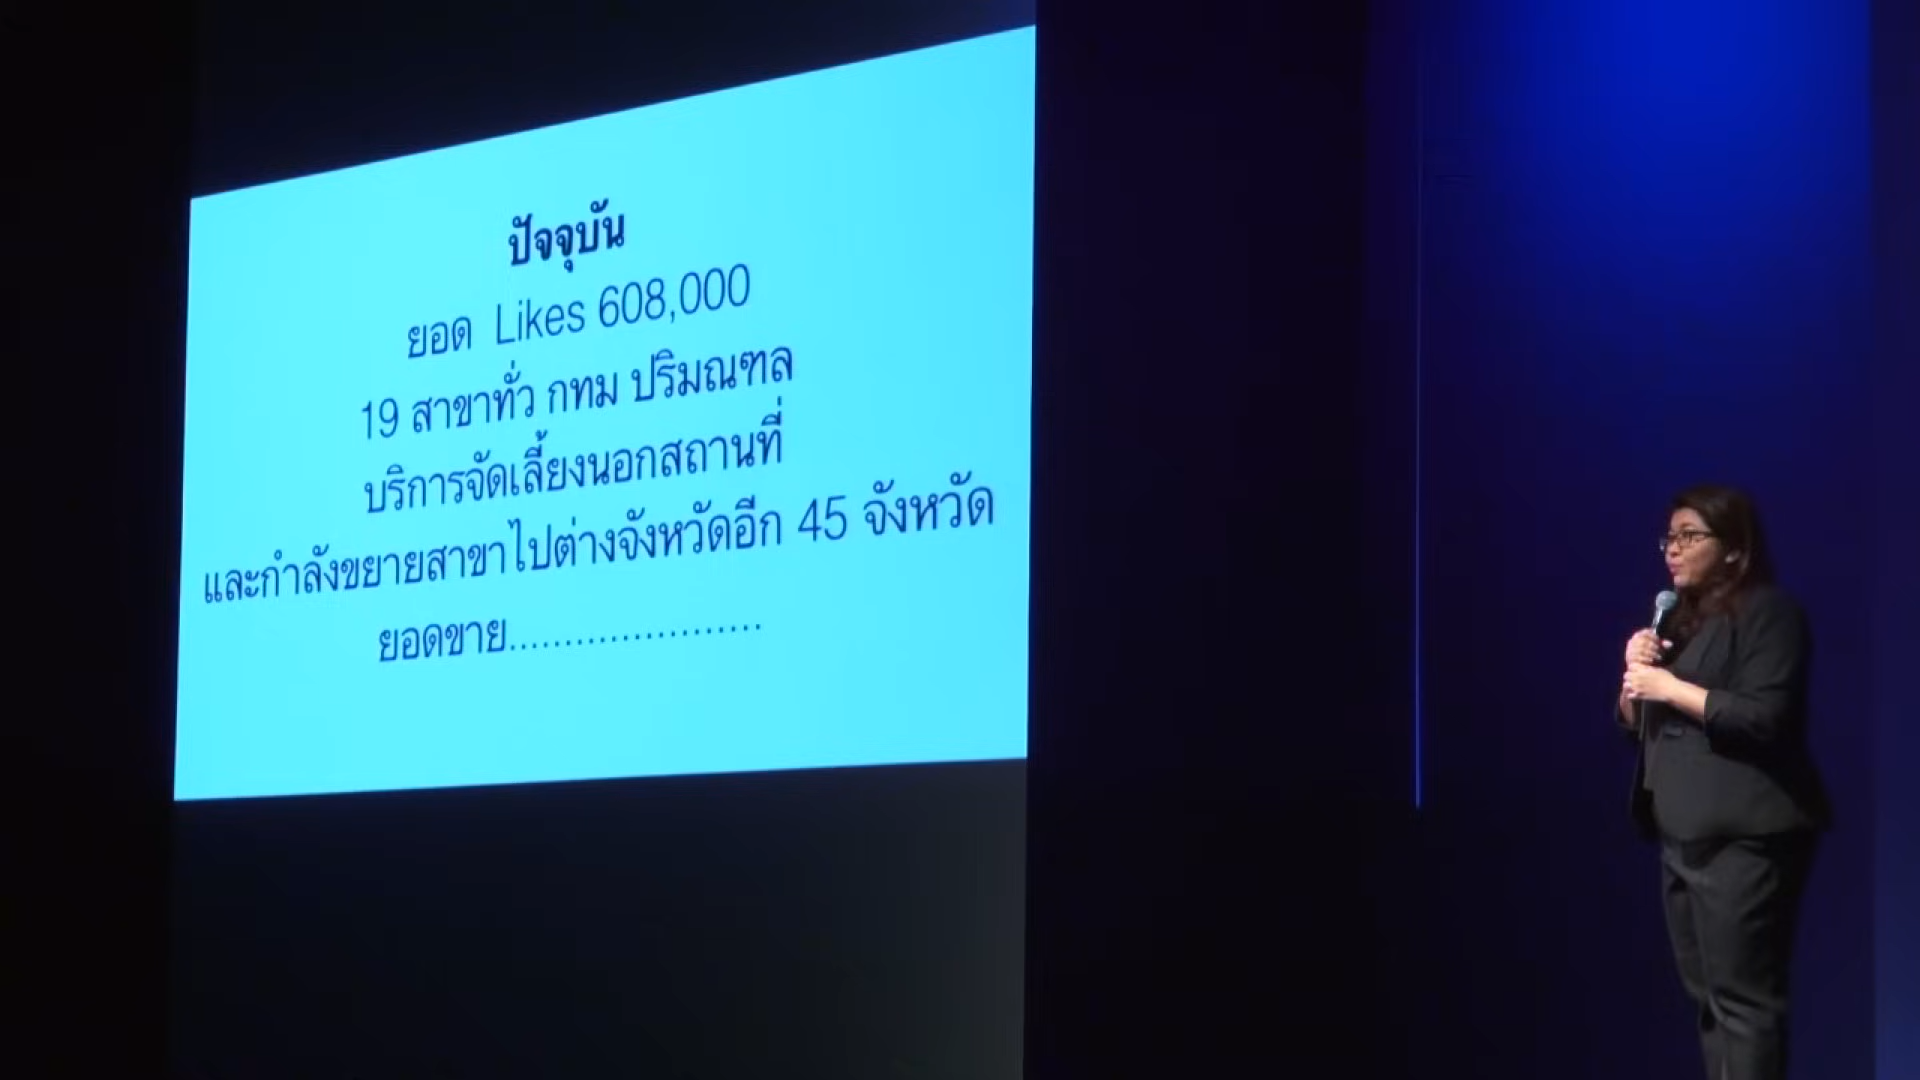 ปัจจุบัน
ยอด Likes 608,000
19 สาขาทั่ว กทม ปริมณฑล
บริการจัดเลี้ยงนอกสถานที่
และกำลังขยายสาขาไปต่างจังหวัดอีก 45 จังหวัด
ยอดขาย.......................